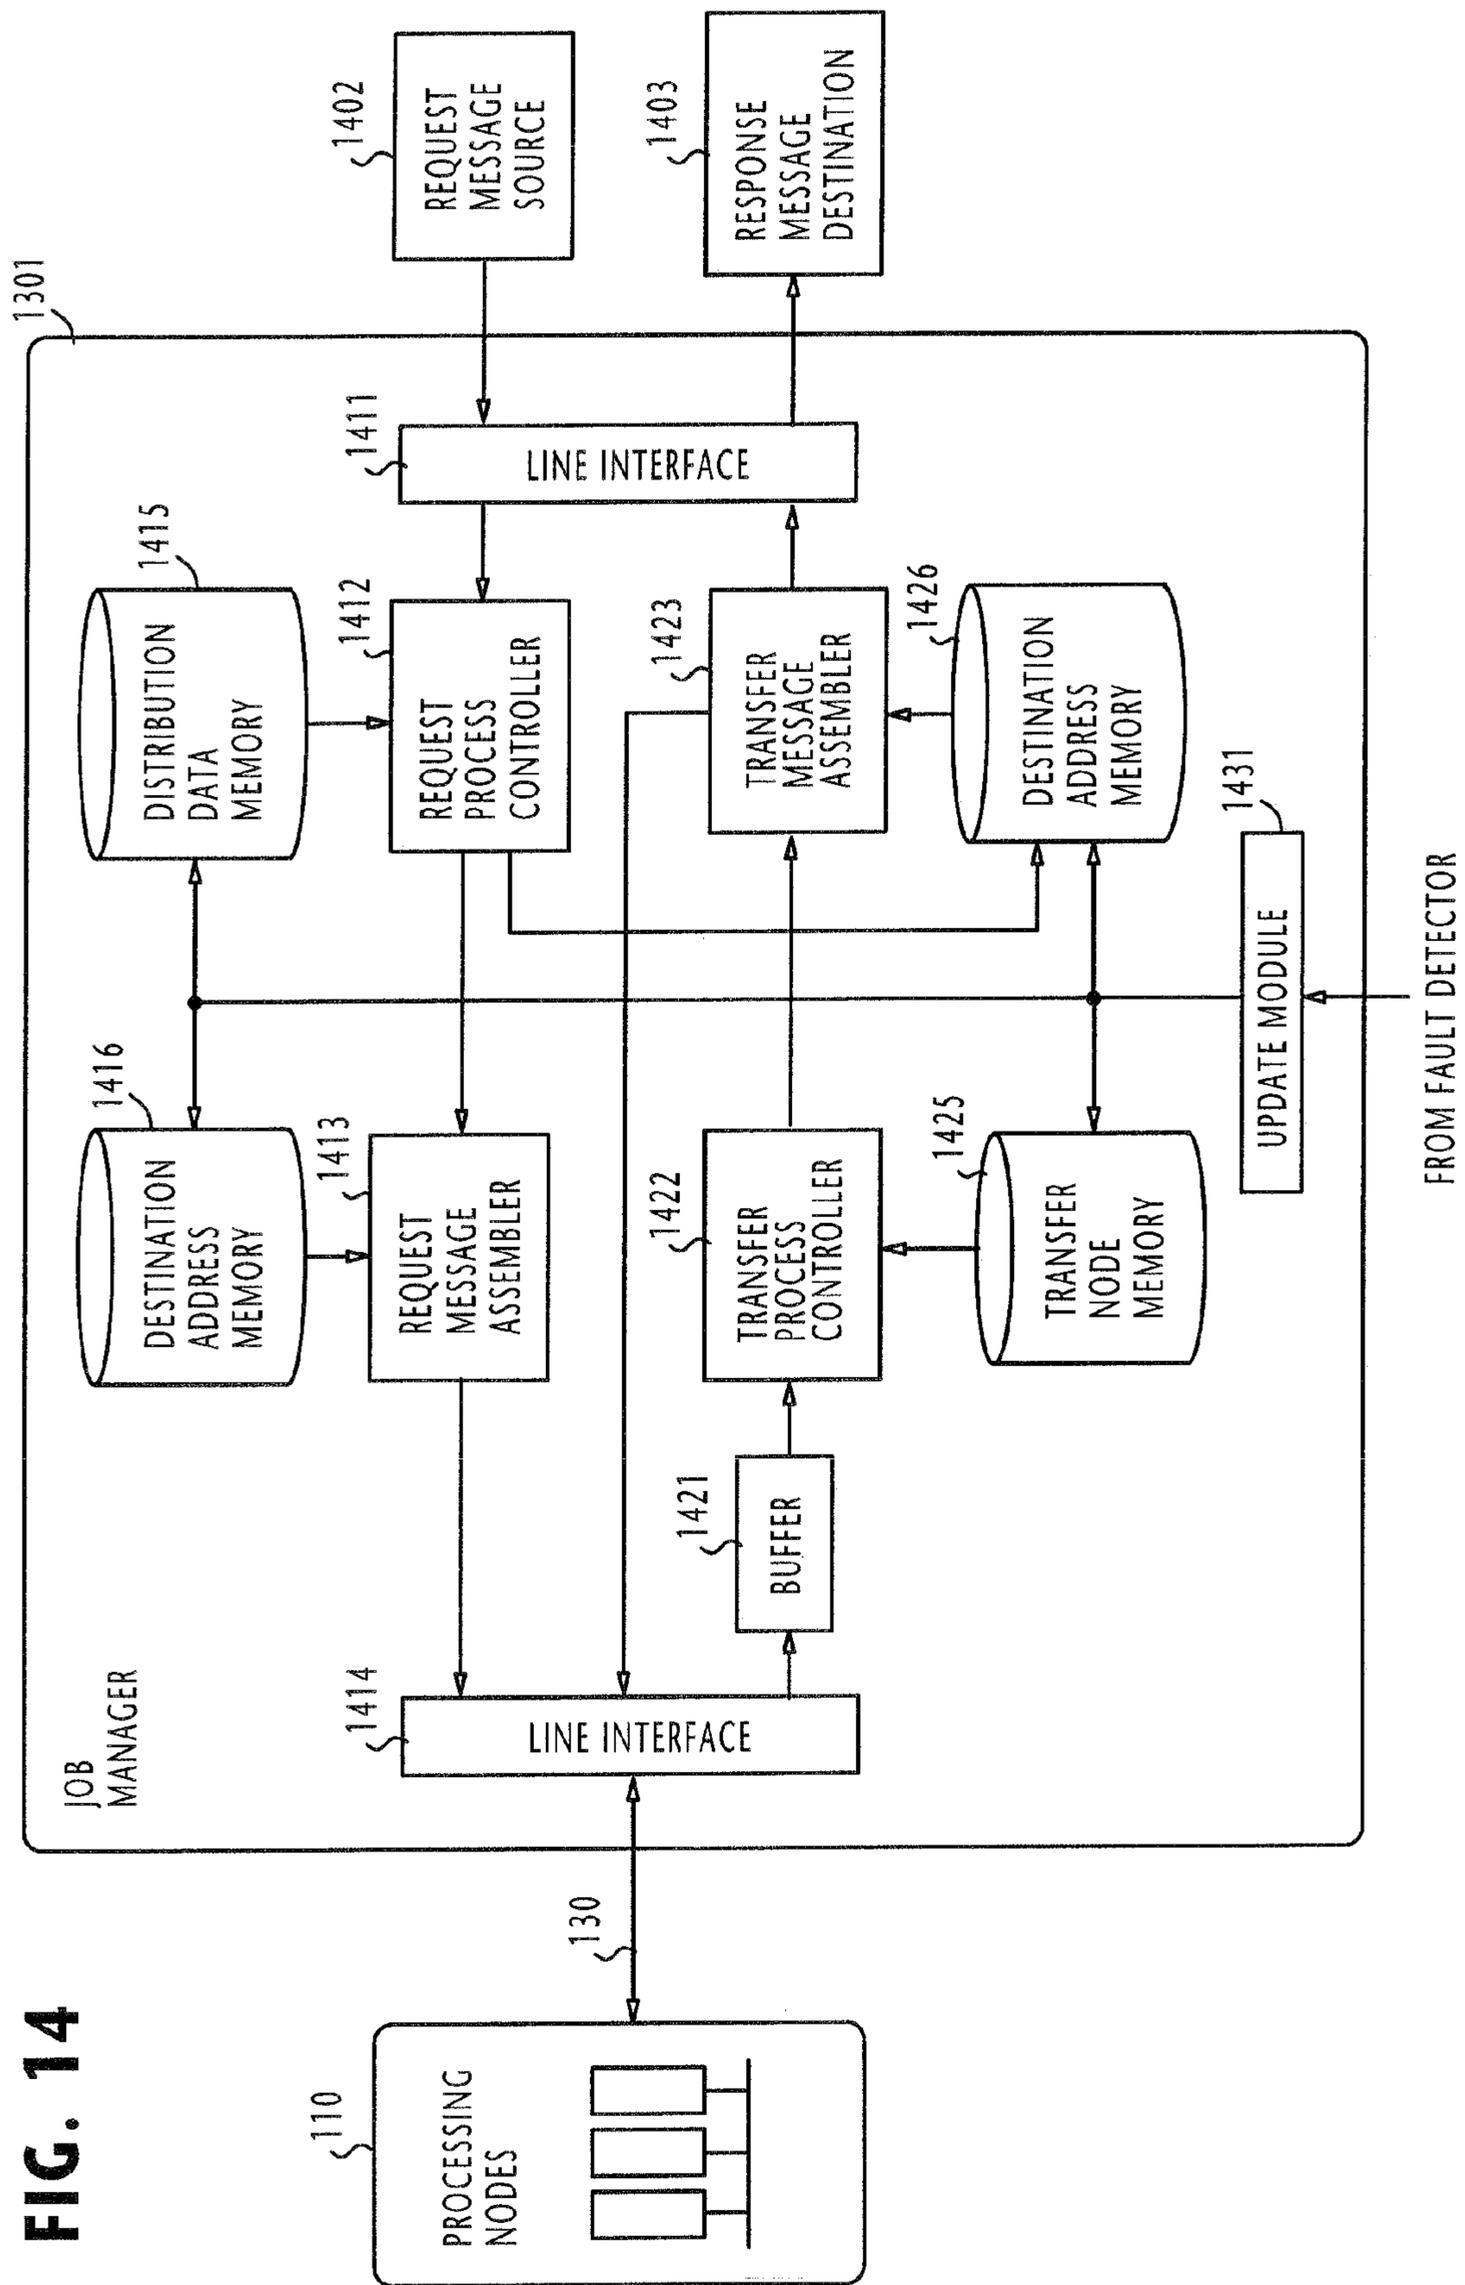 FIG. 14
110
PROCESSING
NODES
130
JOB
MANAGER
1301
1414
LINE INTERFACE
1416
DESTINATION
ADDRESS
MEMORY
1415
DISTRIBUTION
DATA
MEMORY
1413
REQUEST
MESSAGE
ASSEMBLER
1412
REQUEST
PROCESS
CONTROLLER
1411
LINE INTERFACE
1402
REQUEST
MESSAGE
SOURCE
1403
RESPONSE
MESSAGE
DESTINATION
1421
BUFFER
1422
TRANSFER
PROCESS
CONTROLLER
1423
TRANSFER
MESSAGE
ASSEMBLER
1425
TRANSFER
NODE
MEMORY
1426
DESTINATION
ADDRESS
MEMORY
1431
UPDATE MODULE
FROM FAULT DETECTOR